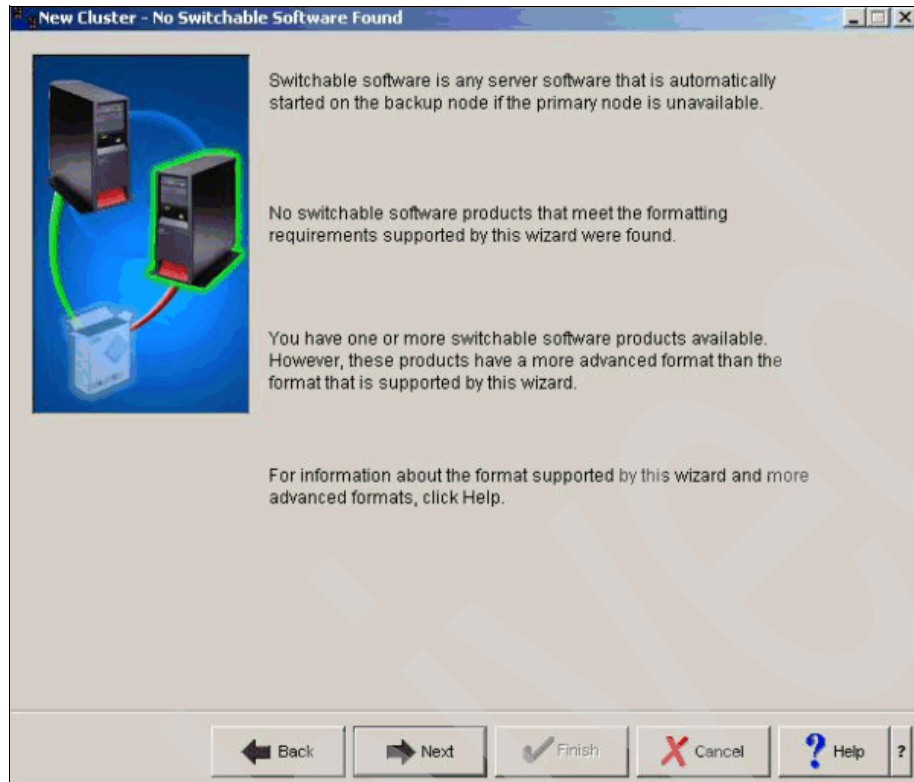 New Cluster - No Switchable Software Found
Switchable software is any server software that is automatically
started on the backup node if the primary node is unavailable.
No switchable software products that meet the formatting
requirements supported by this wizard were found.
You have one or more switchable software products available.
However, these products have a more advanced format than the
format that is supported by this wizard.
For information about the format supported by this wizard and more
advanced formats, click Help.
Back
Next
Finish
Cancel
? Help
?